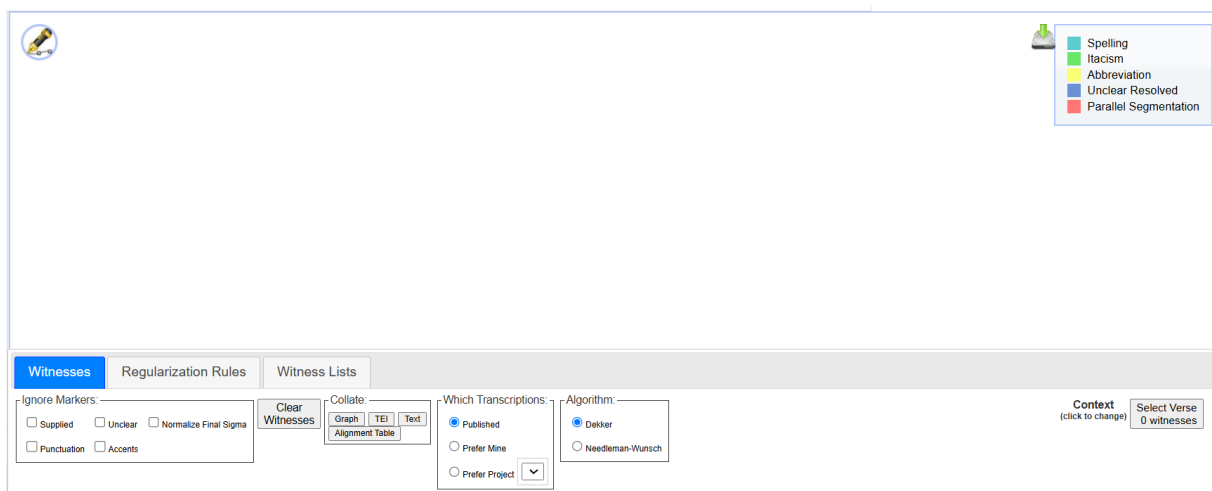 Spelling
Itacism
Abbreviation
Unclear Resolved
Parallel Segmentation
Witnesses Regularization Rules Witness Lists
Ignore Markers:
Supplied Unclear Normalize Final Sigma
Punctuation Accents
Clear
Witnesses
Collate:
Graph TEI Text
Alignment Table
Which Transcriptions:
Published
Prefer Mine
Prefer Project
Algorithm:
Dekker
Needleman-Wunsch
Context
(click to change)
Select Verse
0 witnesses